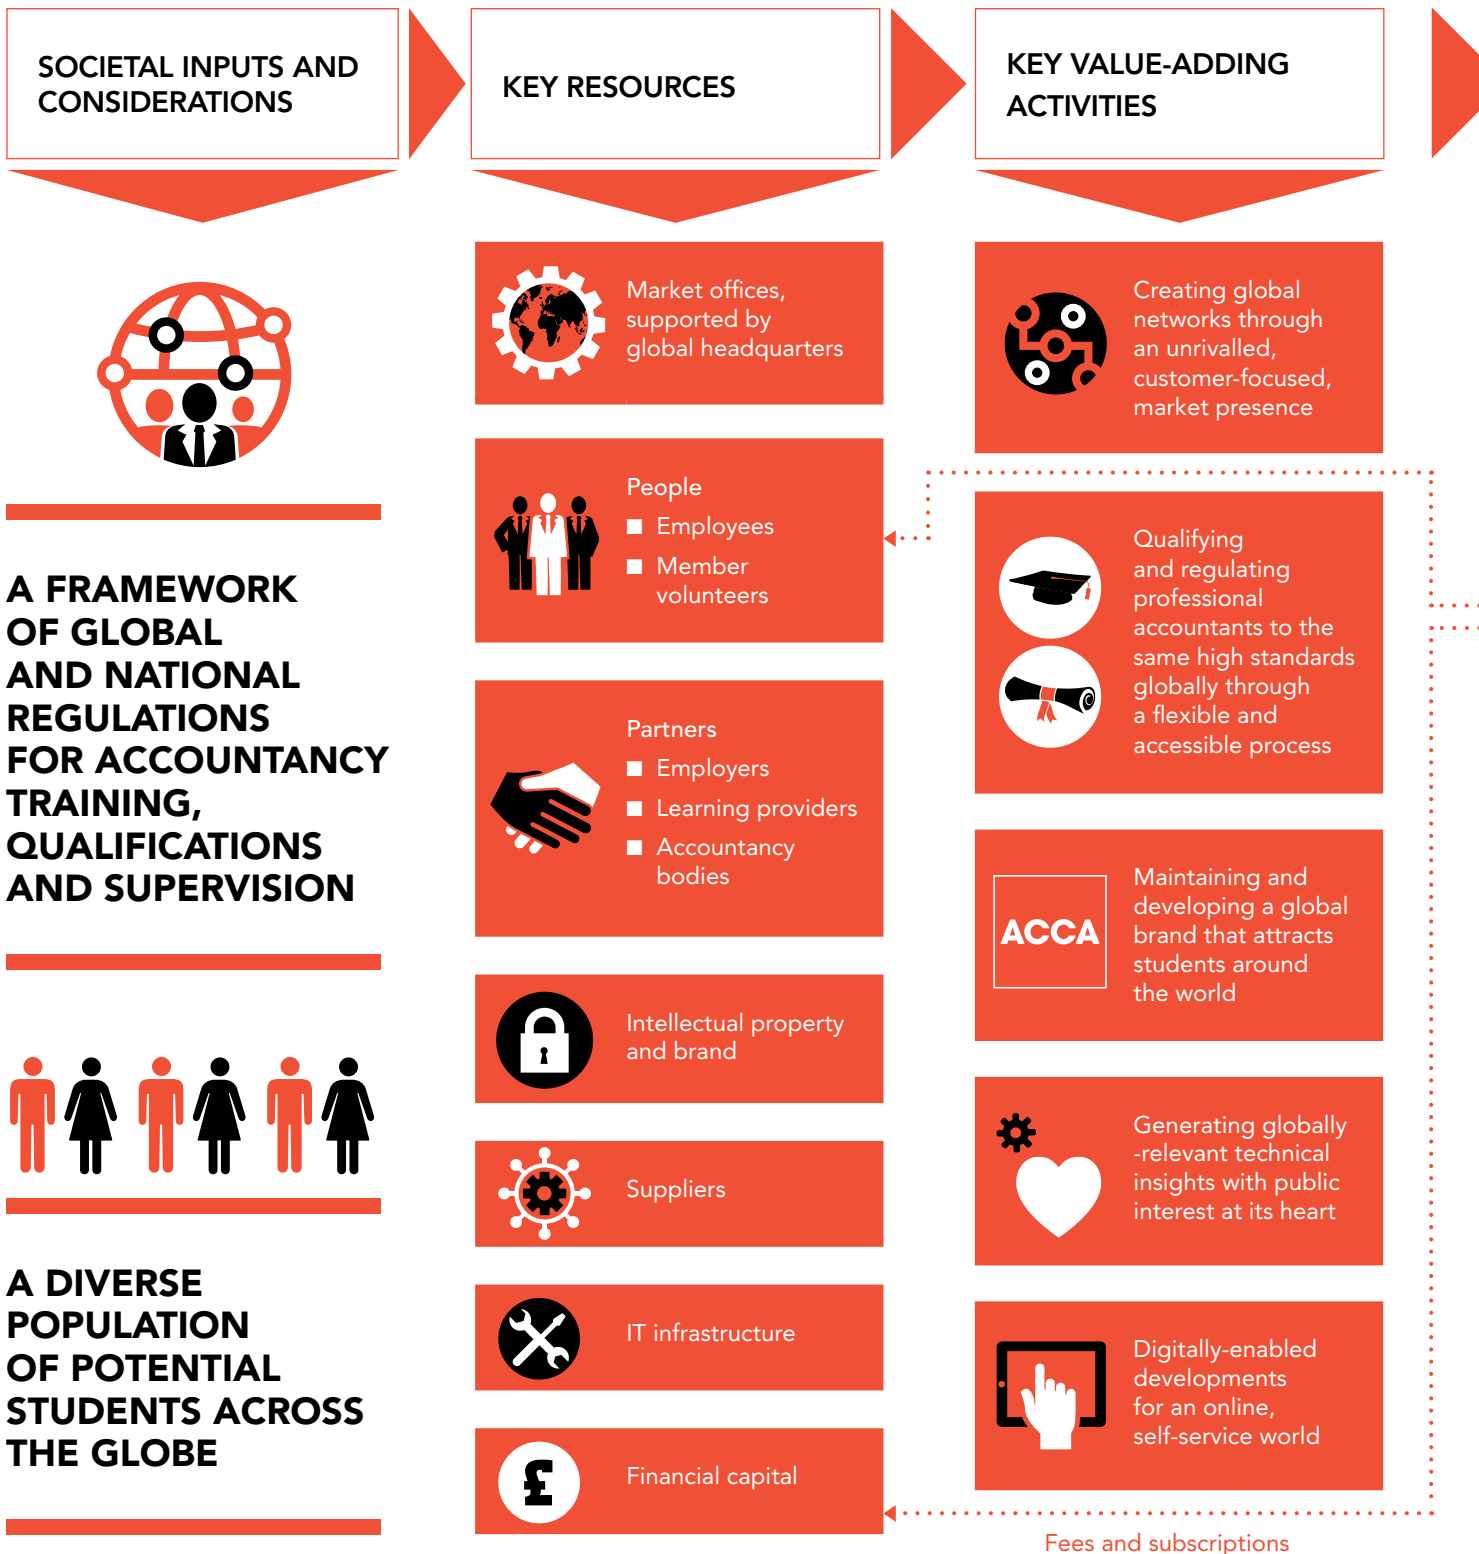 SOCIETAL INPUTS AND
CONSIDERATIONS
KEY RESOURCES
KEY VALUE-ADDING
ACTIVITIES
A FRAMEWORK
OF GLOBAL
AND NATIONAL
REGULATIONS
FOR ACCOUNTANCY
TRAINING,
QUALIFICATIONS
AND SUPERVISION
A DIVERSE
POPULATION
OF POTENTIAL
STUDENTS ACROSS
THE GLOBE
Market offices,
supported by
global headquarters
People
■ Employees
■ Member
volunteers
Partners
■ Employers
■ Learning providers
■ Accountancy
bodies
Intellectual property
and brand
Suppliers
IT infrastructure
£
Financial capital
Creating global
networks through
an unrivalled,
customer-focused,
market presence
Qualifying
and regulating
professional
accountants to the
same high standards
globally through
a flexible and
accessible process
ACCA
Maintaining and
developing a global
brand that attracts
students around
the world
Generating globally
-relevant technical
insights with public
interest at its heart
Digitally-enabled
developments
for an online,
self-service world
Fees and subscriptions